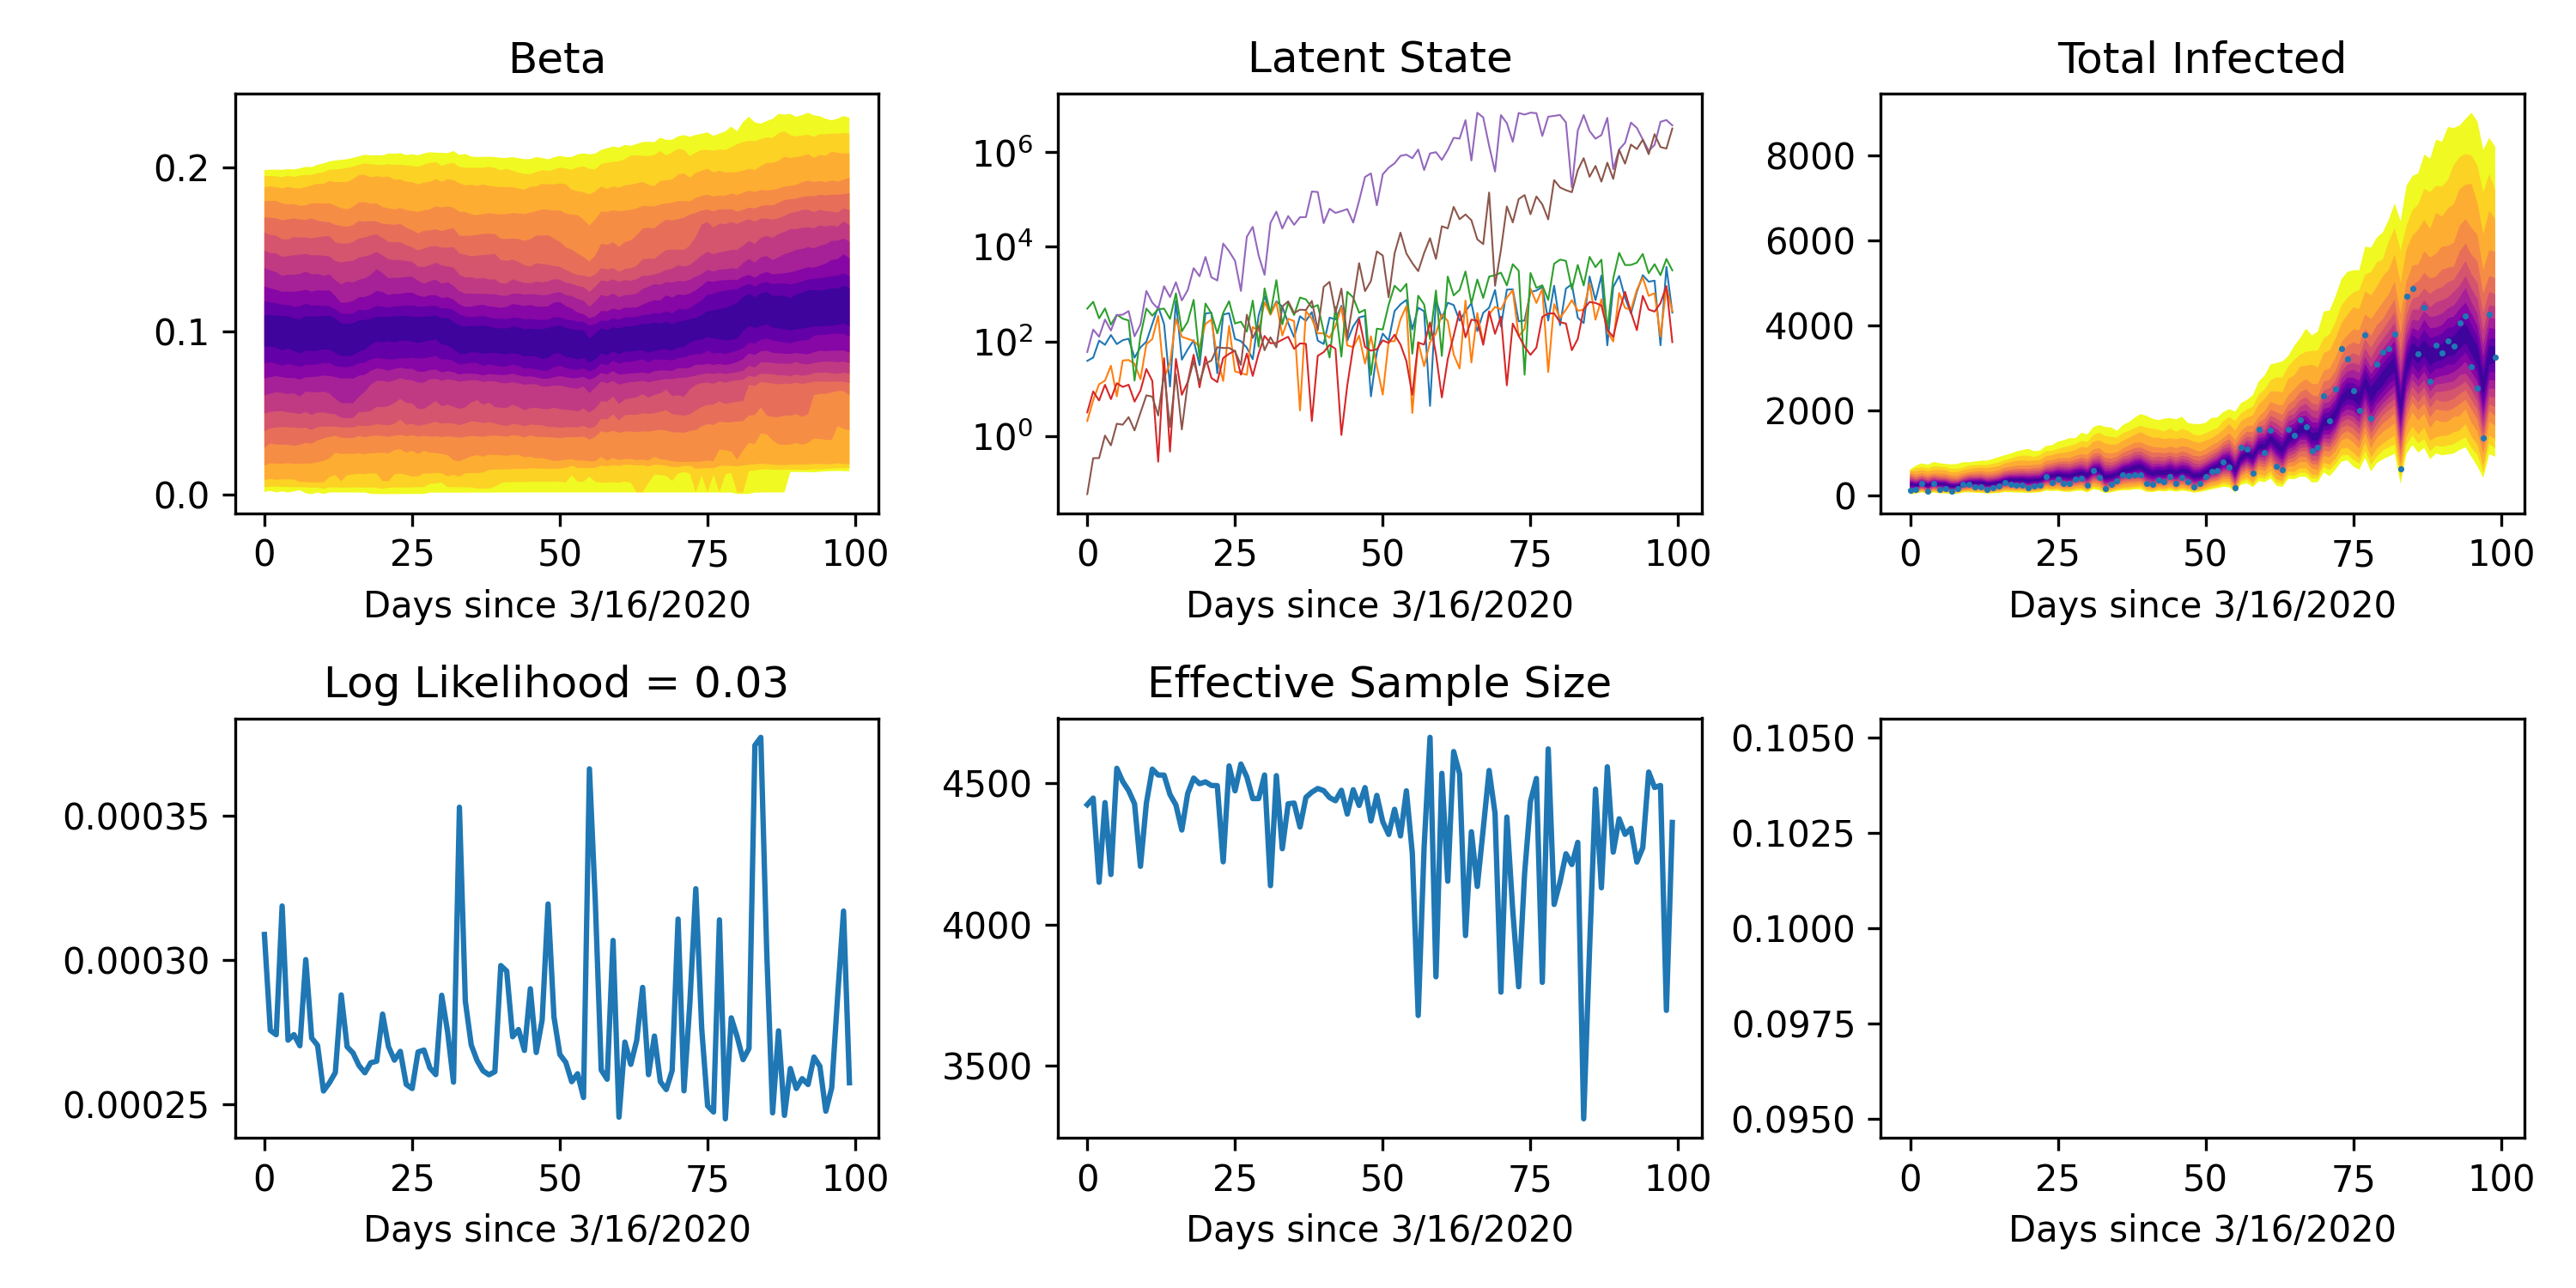 Beta
0.2
0.1
0.0
0 25 50 75 100
Days since 3/16/2020
Latent State
10⁶
10⁴
10²
10⁰
0 25 50 75 100
Days since 3/16/2020
Total Infected
8000
6000
4000
2000
0
0 25 50 75 100
Days since 3/16/2020
Log Likelihood = 0.03
0.00035
0.00030
0.00025
0 25 50 75 100
Days since 3/16/2020
Effective Sample Size
4500
4000
3500
0 25 50 75 100
Days since 3/16/2020
0.1050
0.1025
0.1000
0.0975
0.0950
0 25 50 75 100
Days since 3/16/2020